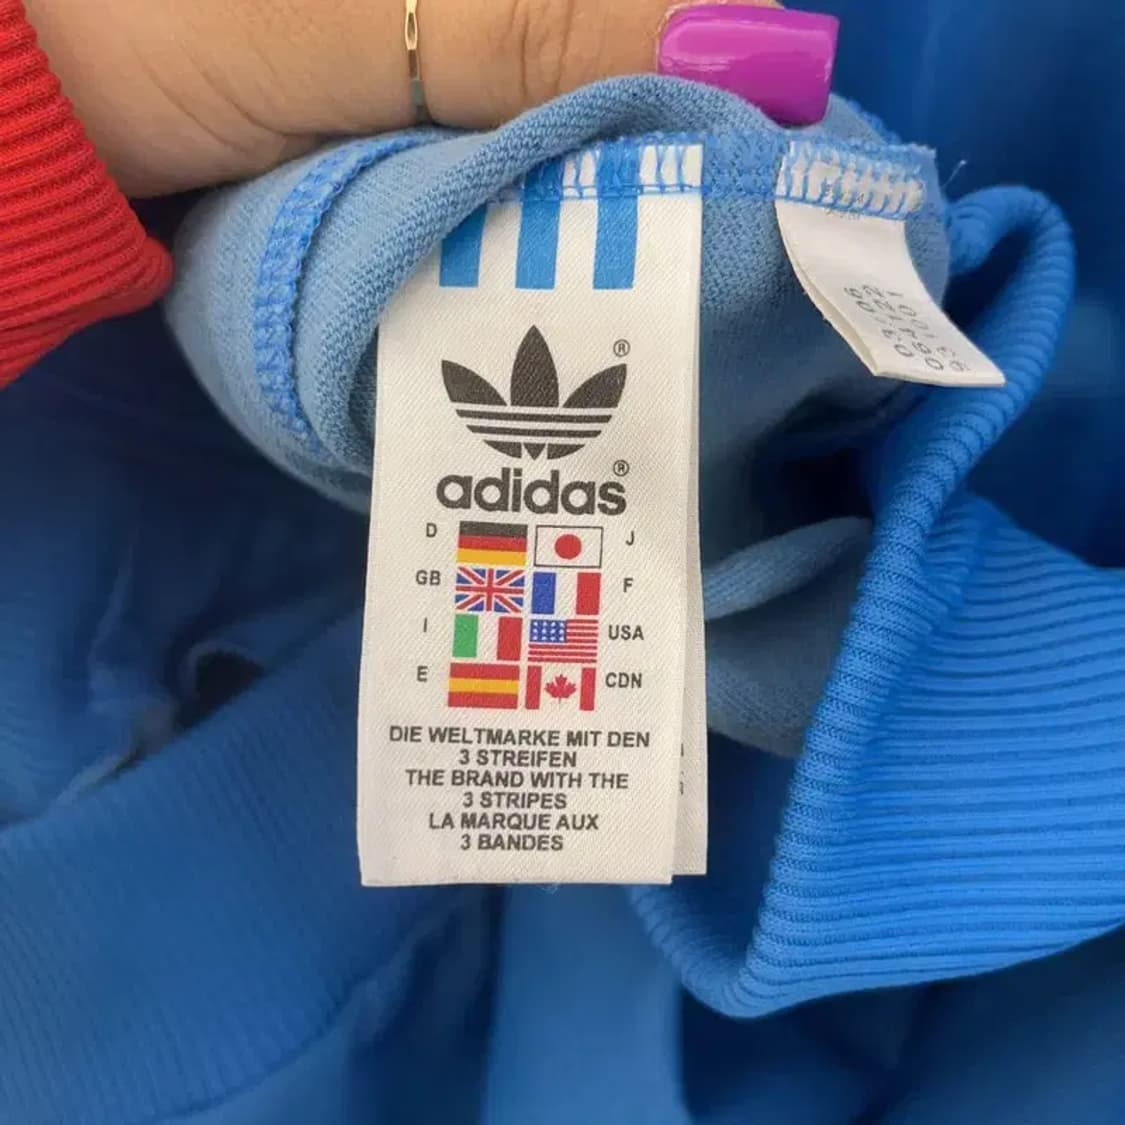 adidas
D
J
GB
F
I
USA
E
CDN
DIE WELTMARKE MIT DEN
3 STREIFEN
THE BRAND WITH THE
3 STRIPES
LA MARQUE AUX
3 BANDES